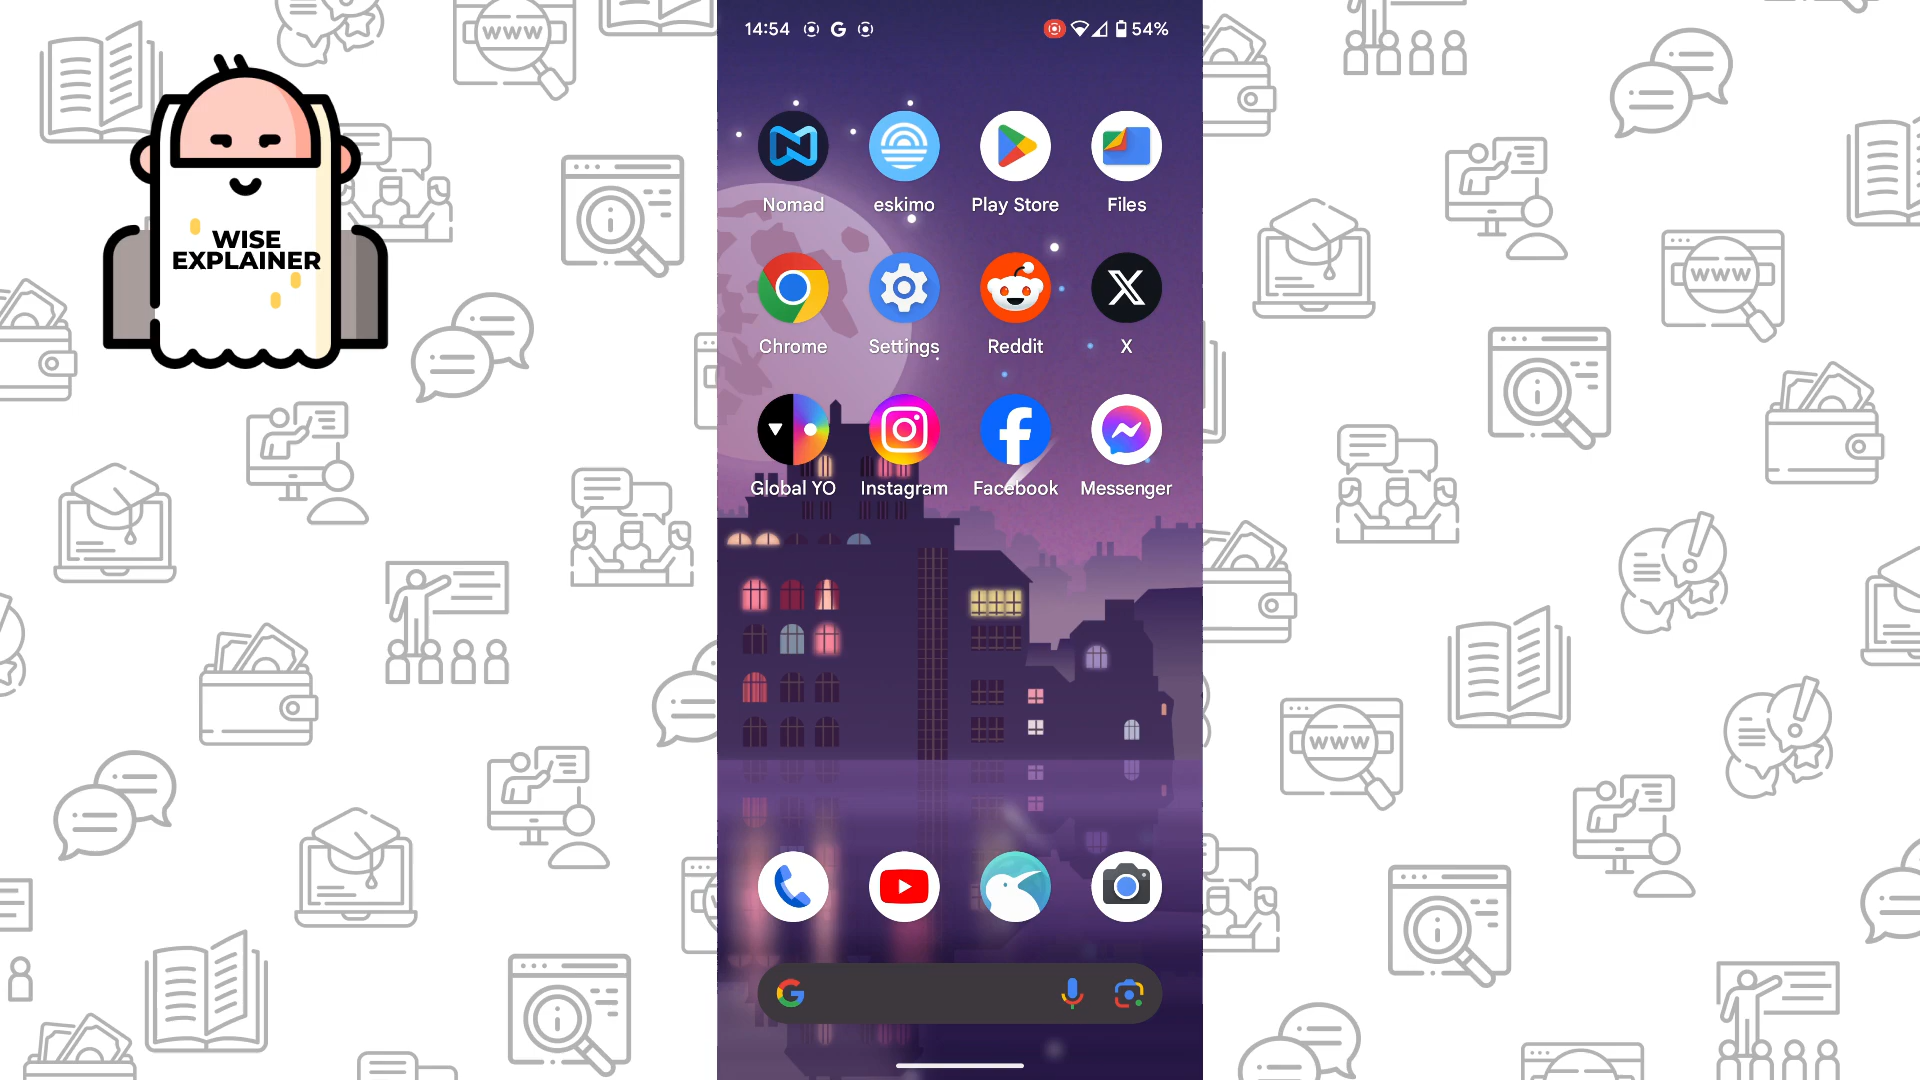 WISE
EXPLAINER
14:54
54%
Nomad
eskimo
Play Store
Files
Chrome
Settings
Reddit
X
Global YO
Instagram
Facebook
Messenger
www
www
www